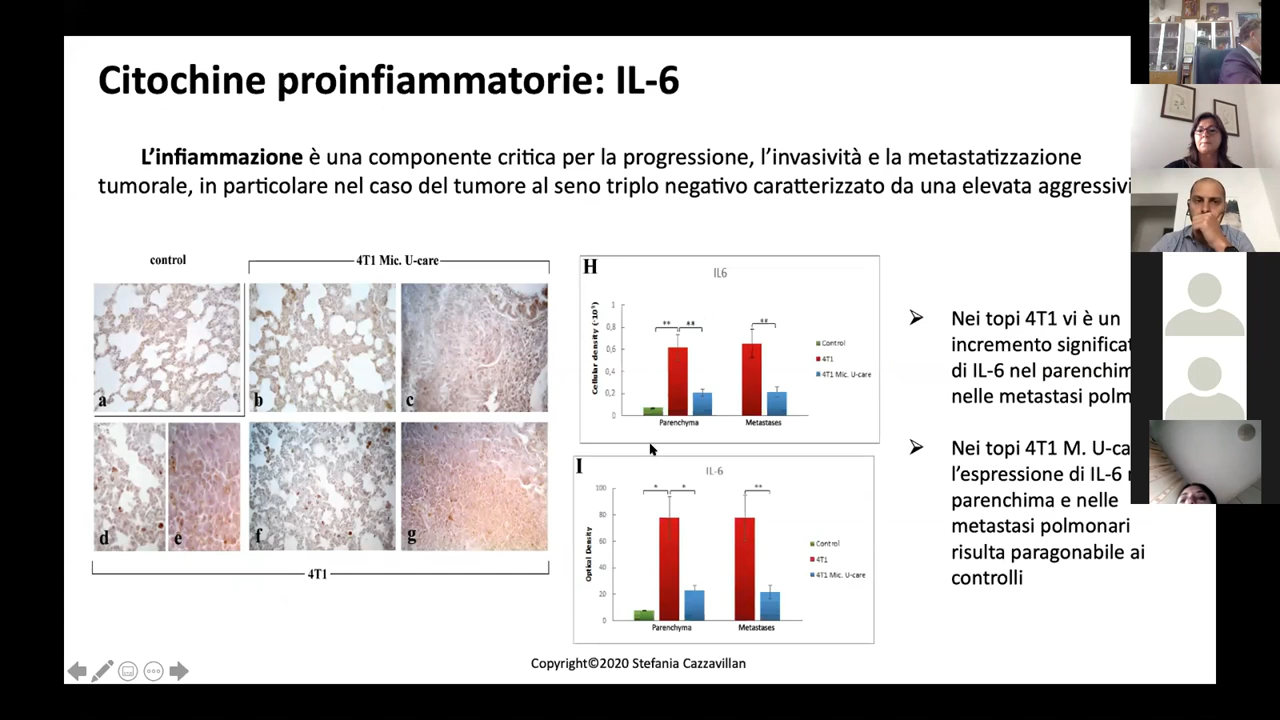 Citochine proinfiammatorie: IL-6
L'infiammazione è una componente critica per la progressione, l'invasività e la metastatizzazione
tumorale, in particolare nel caso del tumore al seno triplo negativo caratterizzato da una elevata aggressivi
control
4T1 Mic. U-care
a
b
c
d
e
f
g
4T1
H
IL6
Cellular density (·10³)
1
0,8
0,6
0,4
0,2
0
**
**
**
Control
4T1
4T1 Mic. U-care
Parenchyma
Metastases
I
IL-6
Optical Density
100
80
60
40
20
0
*
*
**
Control
4T1
4T1 Mic. U-care
Parenchyma
Metastases
➢ Nei topi 4T1 vi è un
incremento significat
di IL-6 nel parenchim
nelle metastasi polm
➢ Nei topi 4T1 M. U-ca
l'espressione di IL-6
parenchima e nelle
metastasi polmonari
risulta paragonabile ai
controlli
Copyright©2020 Stefania Cazzavillan